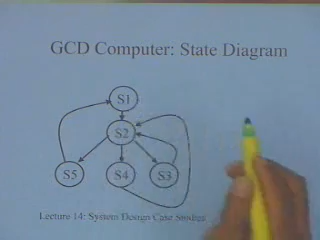 GCD Computer: State Diagram
S1
S2
S5 S4 S3
Lecture 14: System Design Case Studies